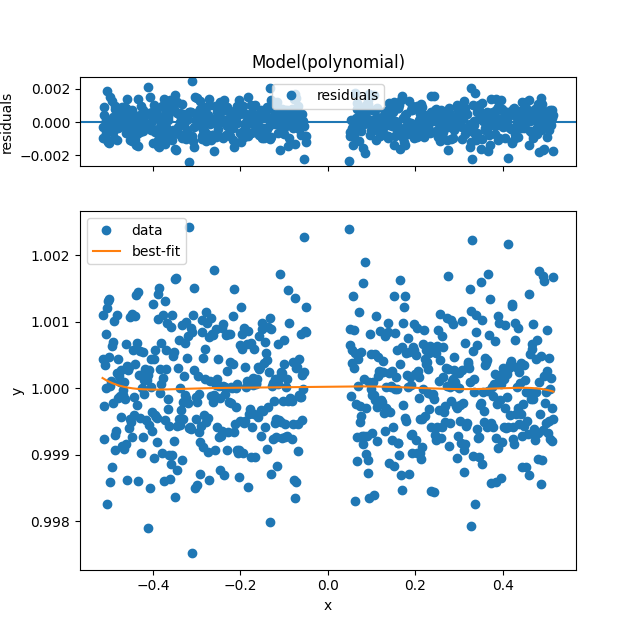 Model(polynomial)
residuals
0.002
0.000
−0.002
residuals
data
best-fit
1.002
1.001
1.000
0.999
0.998
y
−0.4
−0.2
0.0
0.2
0.4
x